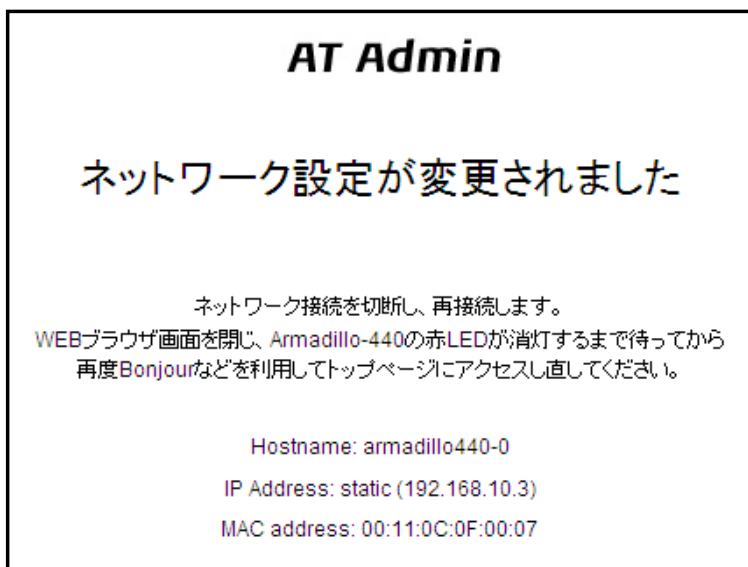 AT Admin
ネットワーク設定が変更されました
ネットワーク接続を切断し、再接続します。
WEBブラウザ画面を閉じ、Armadillo-440の赤LEDが消灯するまで待ってから
再度Bonjourなどを利用してトップページにアクセスし直してください。
Hostname: armadillo440-0
IP Address: static (192.168.10.3)
MAC address: 00:11:0C:0F:00:07